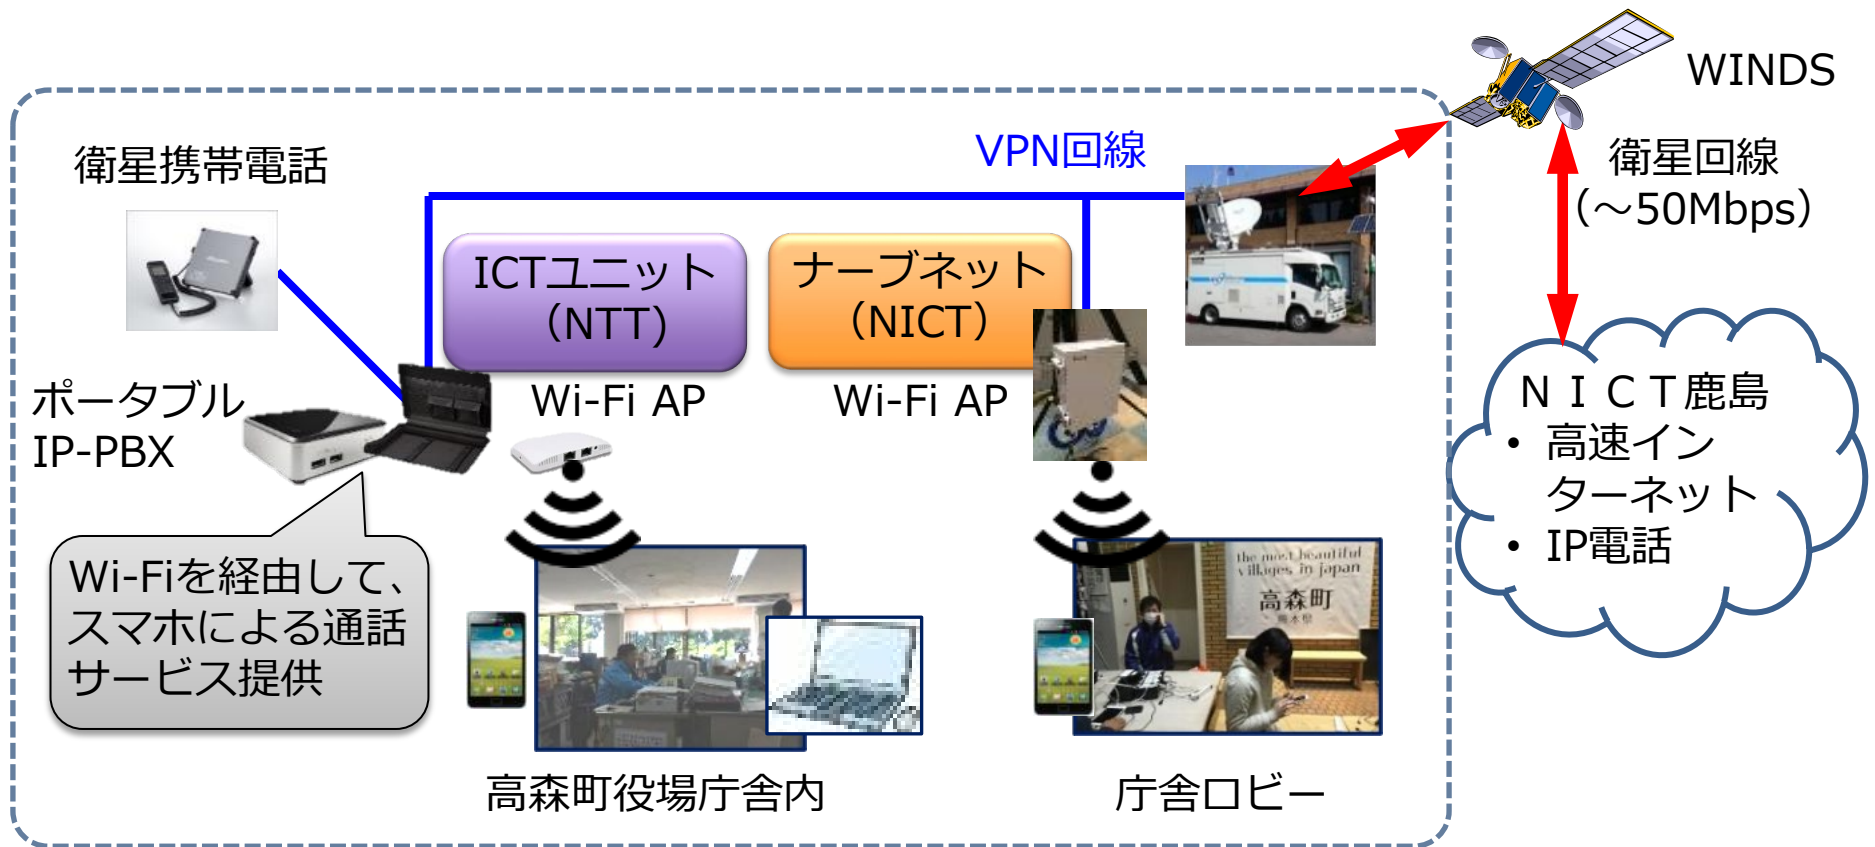 WINDS
衛星回線
（～50Mbps）
VPN回線
衛星携帯電話
ICTユニット
（NTT)
ナーブネット
（NICT）
Wi-Fi AP
Wi-Fi AP
ポータブル
IP-PBX
ＮＩＣＴ鹿島
• 高速イン
ターネット
• IP電話
Wi-Fiを経由して、
スマホによる通話
サービス提供
the most beautiful
villages in japan
高森町
熊本県
高森町役場庁舎内
庁舎ロビー